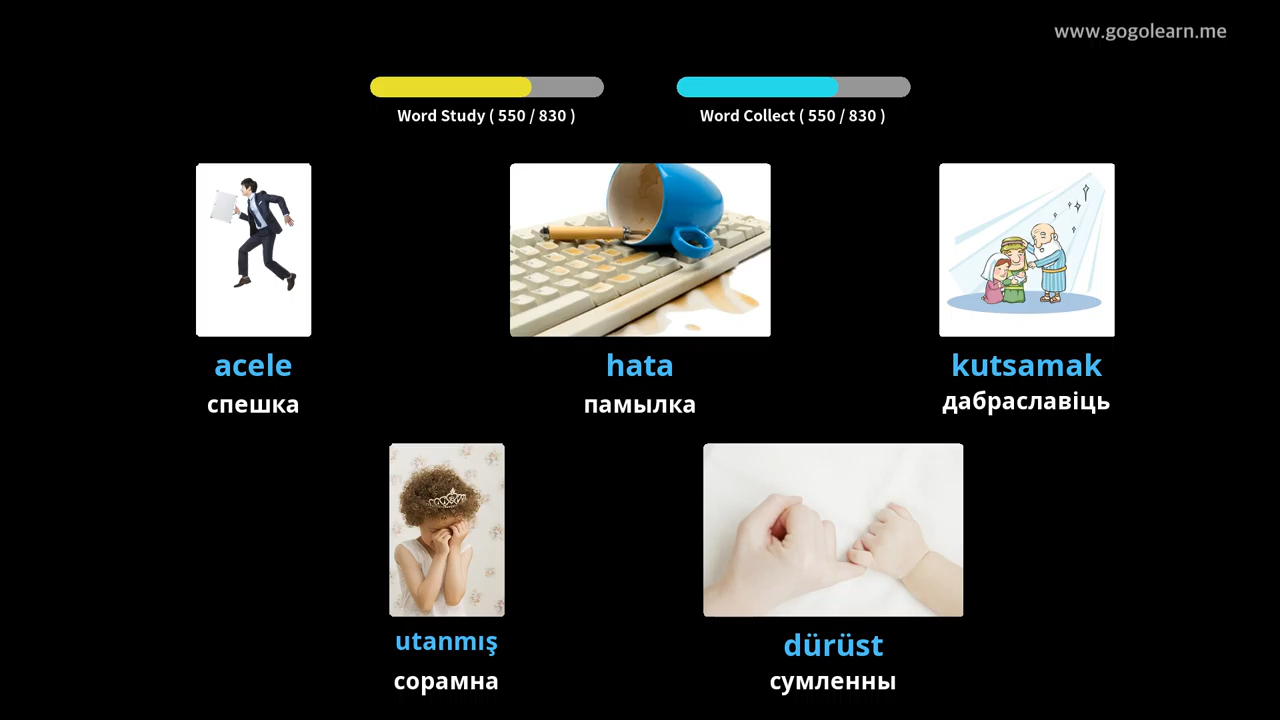 www.gogolearn.me
Word Study ( 550 / 830 )
Word Collect ( 550 / 830 )
acele
спешка
hata
памылка
kutsamak
дабраславіць
utanmış
сорамна
dürüst
сумленны